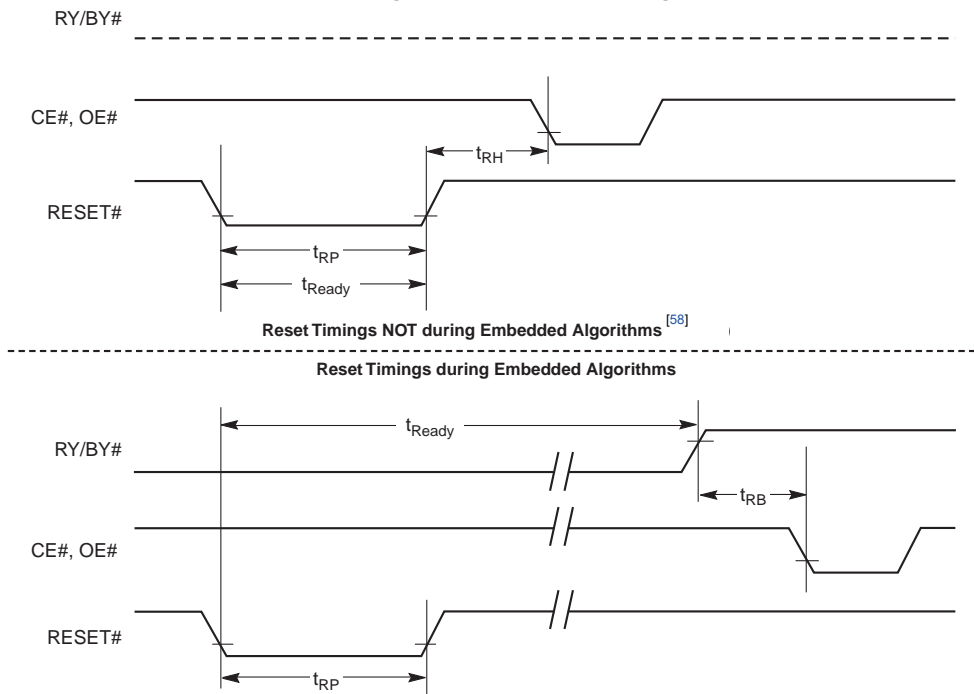 RY/BY#
CE#, OE#
tRH
RESET#
tRP
tReady
Reset Timings NOT during Embedded Algorithms [58]
Reset Timings during Embedded Algorithms
tReady
RY/BY#
tRB
CE#, OE#
RESET#
tRP